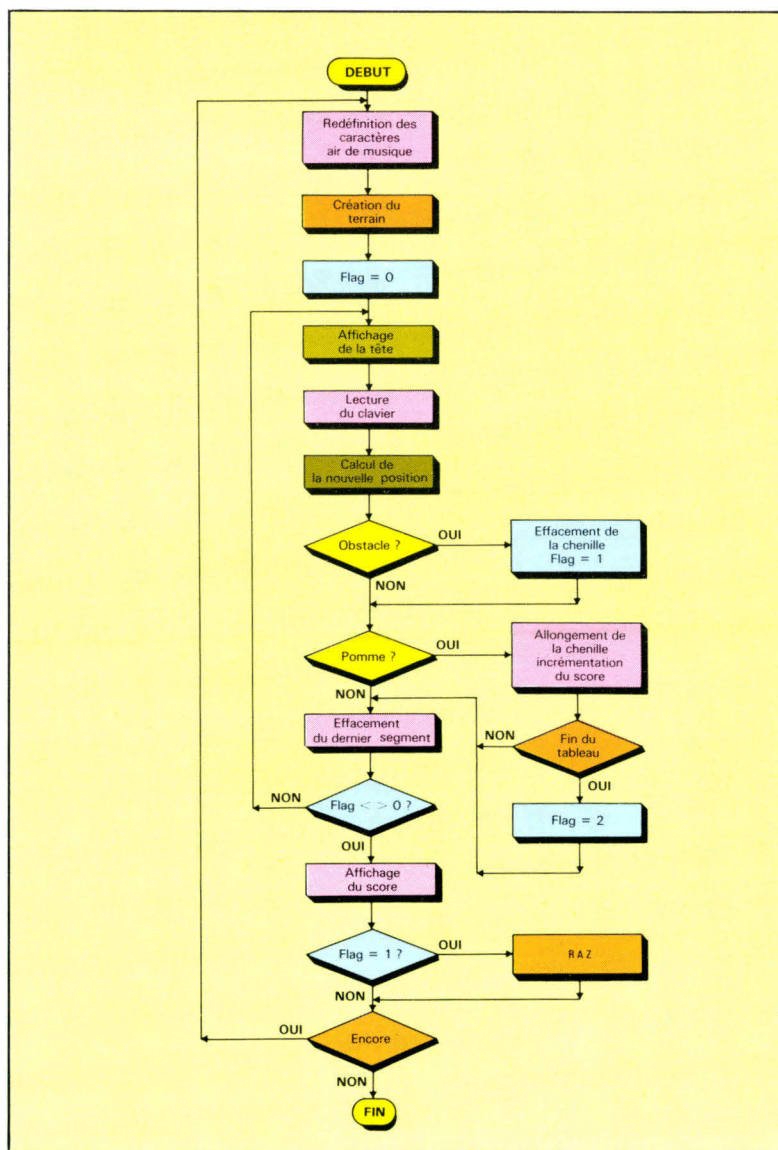 DEBUT
Redéfinition des
caractères
air de musique
Création du
terrain
Flag = 0
Affichage
de la tête
Lecture
du clavier
Calcul de
la nouvelle position
Obstacle ?
OUI
Effacement de
la chenille
Flag = 1
NON
Pomme ?
OUI
Allongement de
la chenille
incrémentation
du score
NON
Effacement
du dernier segment
NON
Fin du
tableau
OUI
Flag = 2
NON
Flag < > 0 ?
OUI
Affichage
du score
Flag = 1 ?
OUI
RAZ
NON
OUI
Encore
NON
FIN